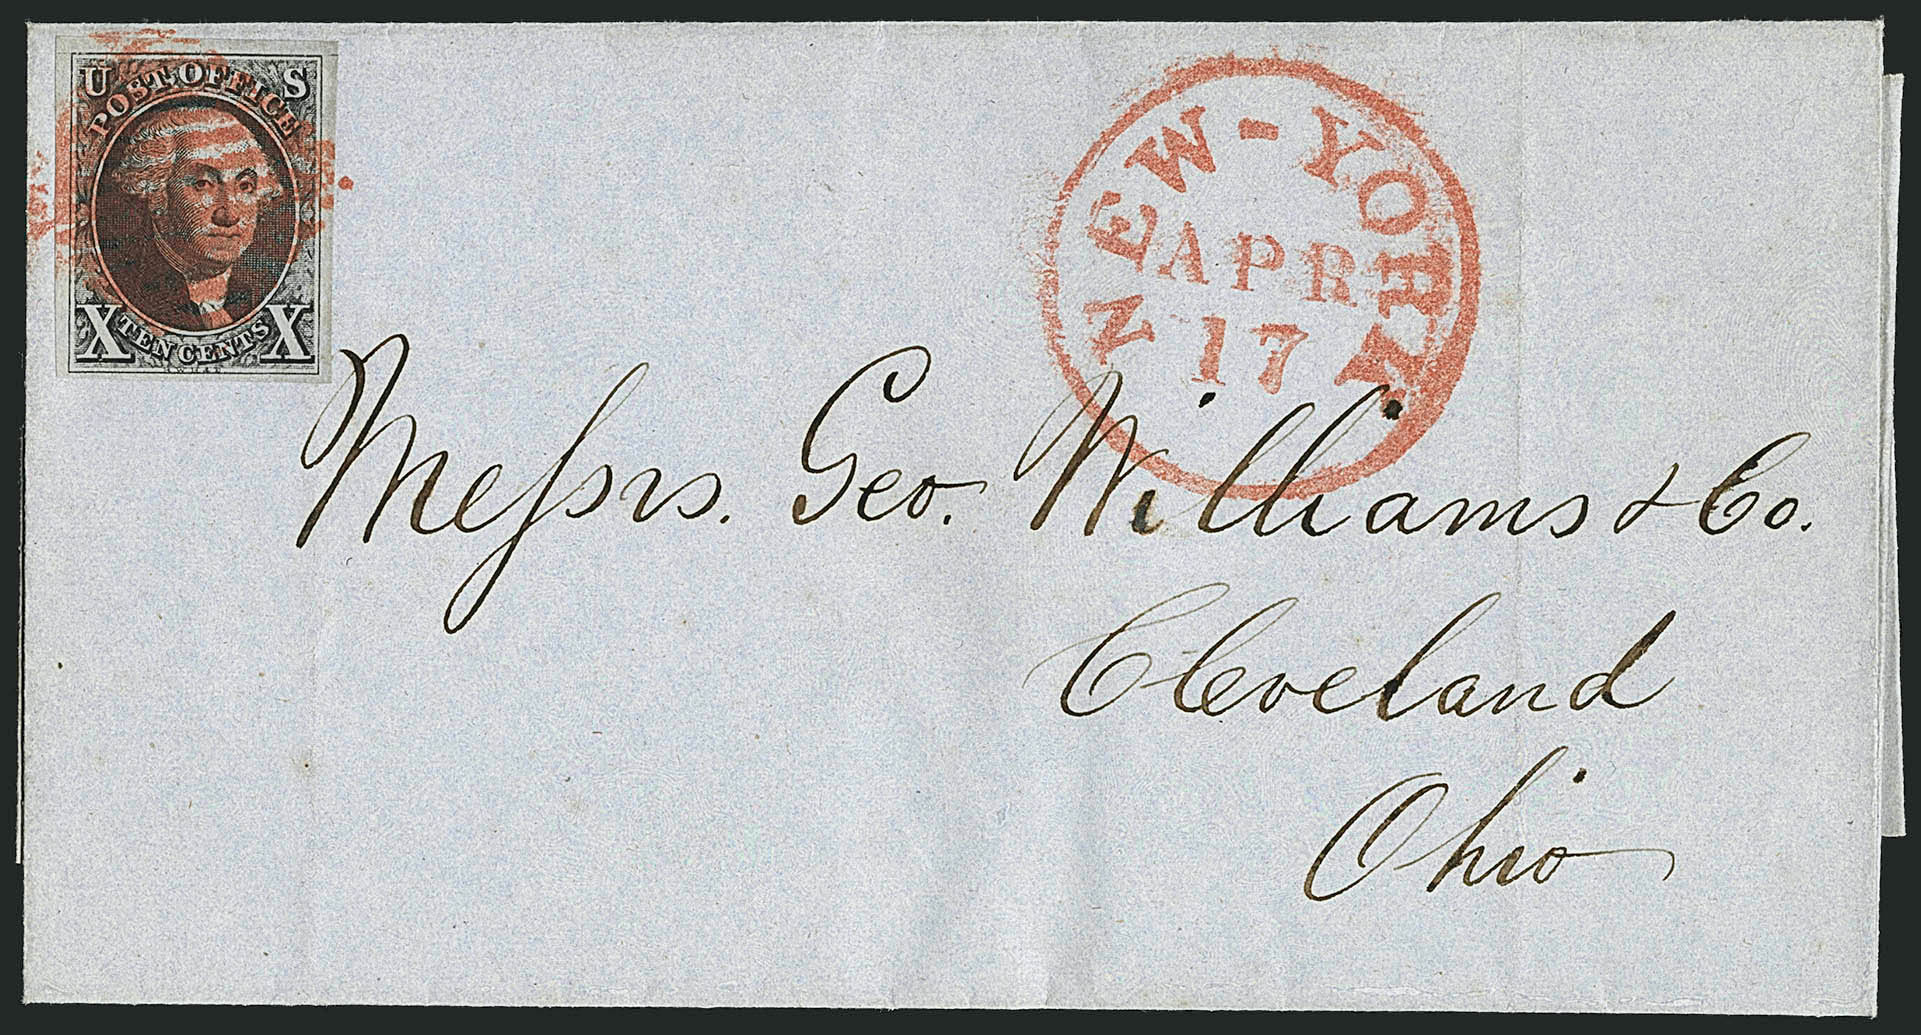 U S
POST OFFICE
X TEN CENTS X
NEW-YORK
APR
17
Meſsrs. Geo. Williams & Co.
Cleveland
Ohio